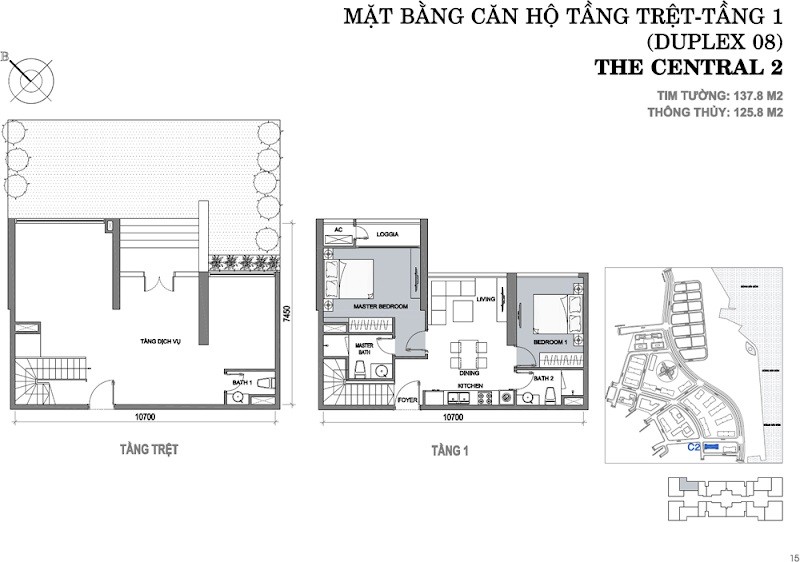 MẶT BẰNG CĂN HỘ TẦNG TRỆT-TẦNG 1
(DUPLEX 08)
THE CENTRAL 2
TIM TƯỜNG: 137.8 M2
THÔNG THỦY: 125.8 M2
B
AC
LOGGIA
MASTER BEDROOM
LIVING
BEDROOM 1
7450
TẦNG DỊCH VỤ
MASTER
BATH
DINING
KITCHEN
BATH 1
BATH 2
FOYER
10700
10700
TẦNG TRỆT
TẦNG 1
C2
15